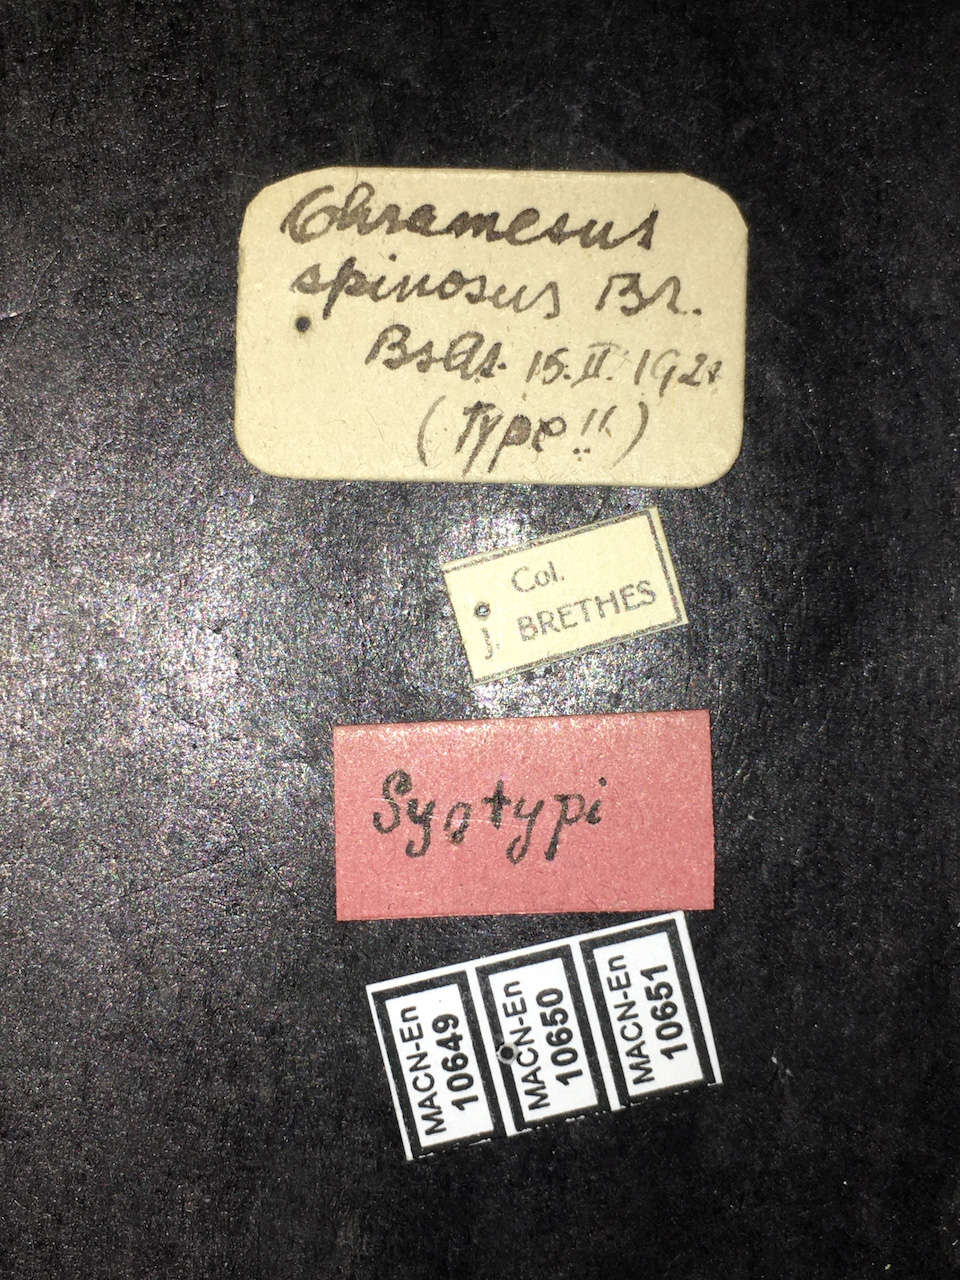 Chramesus
spinosus Br.
BsAs. 15.II.1921
(Type!!)
Col.
BRETHES
Syotypi
MACN-En
10649
MACN-En
10650
MACN-En
10651